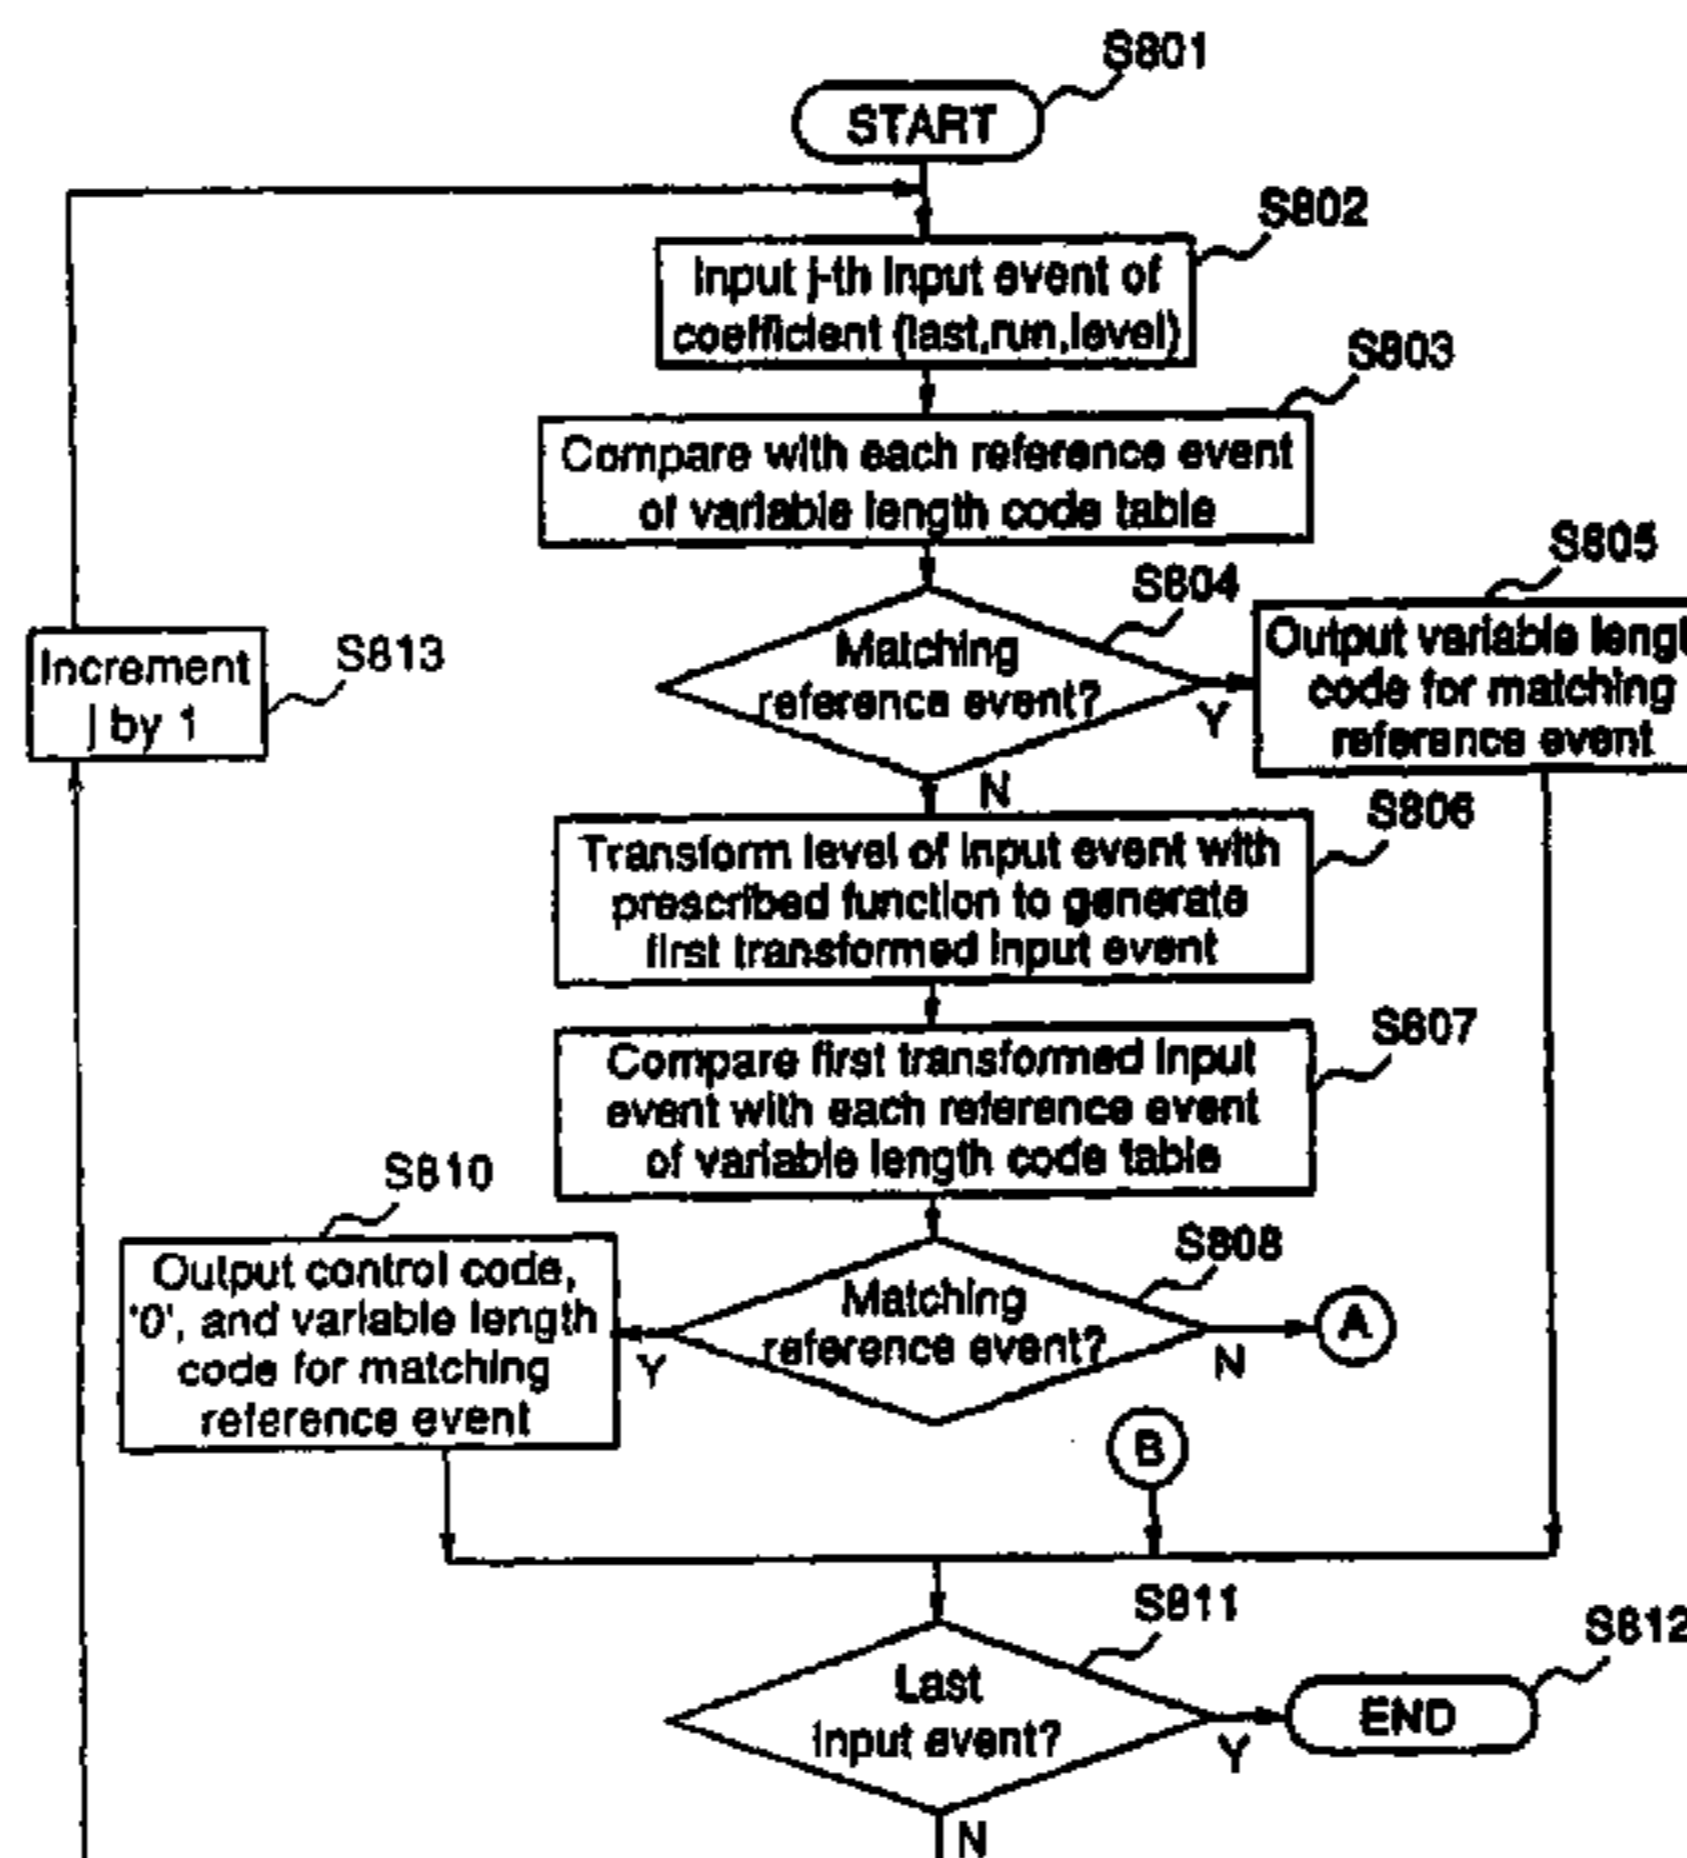 S801
START
S802
Input j-th input event of
coefficient (last,run,level)
S803
Compare with each reference event
of variable length code table
S804
S805
Matching
reference event?
Y
N
Output variable lengt
code for matching
reference event
Increment
j by 1
S813
S806
Transform level of input event with
prescribed function to generate
first transformed input event
S807
Compare first transformed input
event with each reference event
of variable length code table
S810
Output control code,
'0', and variable length
code for matching
reference event
S808
Matching
reference event?
Y
N
A
B
S811
Last
input event?
Y
N
S812
END